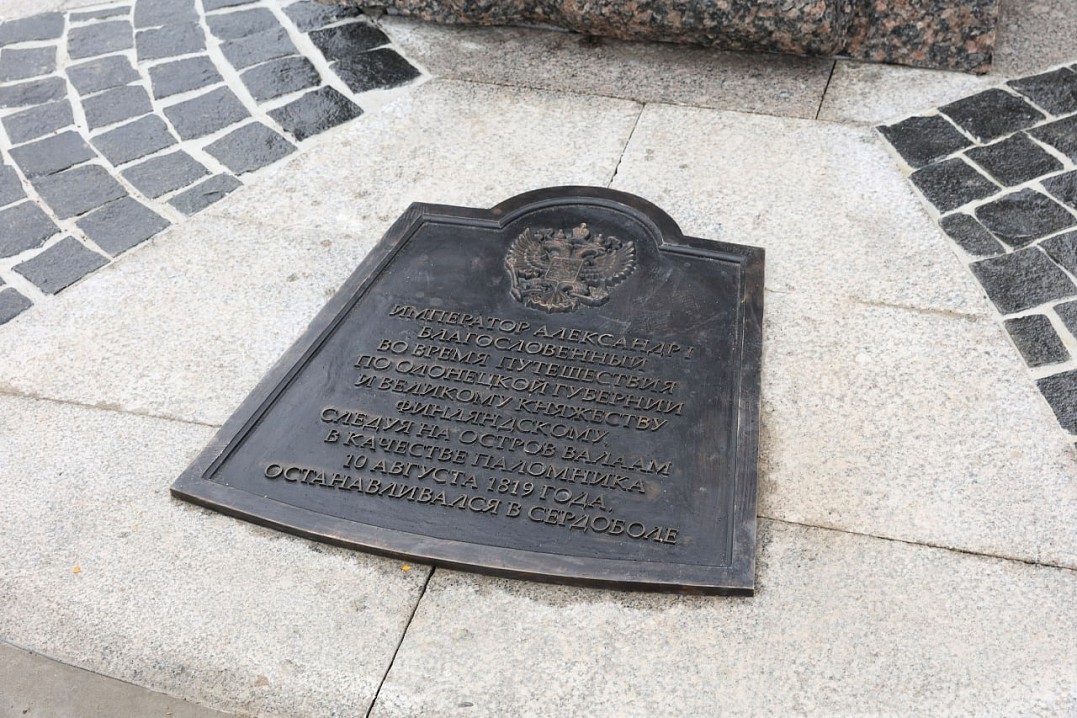 ИМПЕРАТОР АЛЕКСАНДР I
БЛАГОСЛОВЕННЫЙ
ВО ВРЕМЯ ПУТЕШЕСТВИЯ
ПО ОЛОНЕЦКОЙ ГУБЕРНИИ
И ВЕЛИКОМУ КНЯЖЕСТВУ
ФИНЛЯНДСКОМУ,
СЛЕДУЯ НА ОСТРОВ ВАЛААМ
В КАЧЕСТВЕ ПАЛОМНИКА
10 АВГУСТА 1819 ГОДА,
ОСТАНАВЛИВАЛСЯ В СЕРДОБОЛЕ